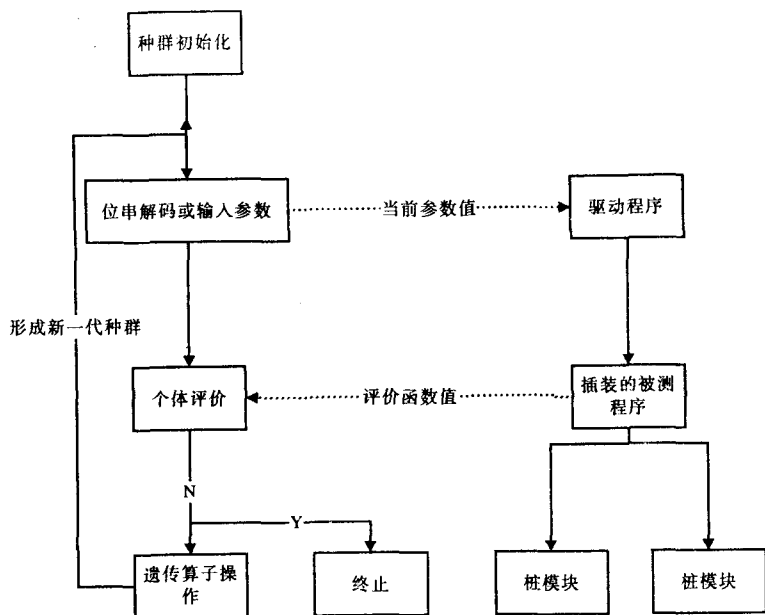 种群初始化
位串解码或输入参数
当前参数值
驱动程序
形成新一代种群
个体评价
评价函数值
插装的被测
程序
N
Y
遗传算子操
作
终止
桩模块
桩模块